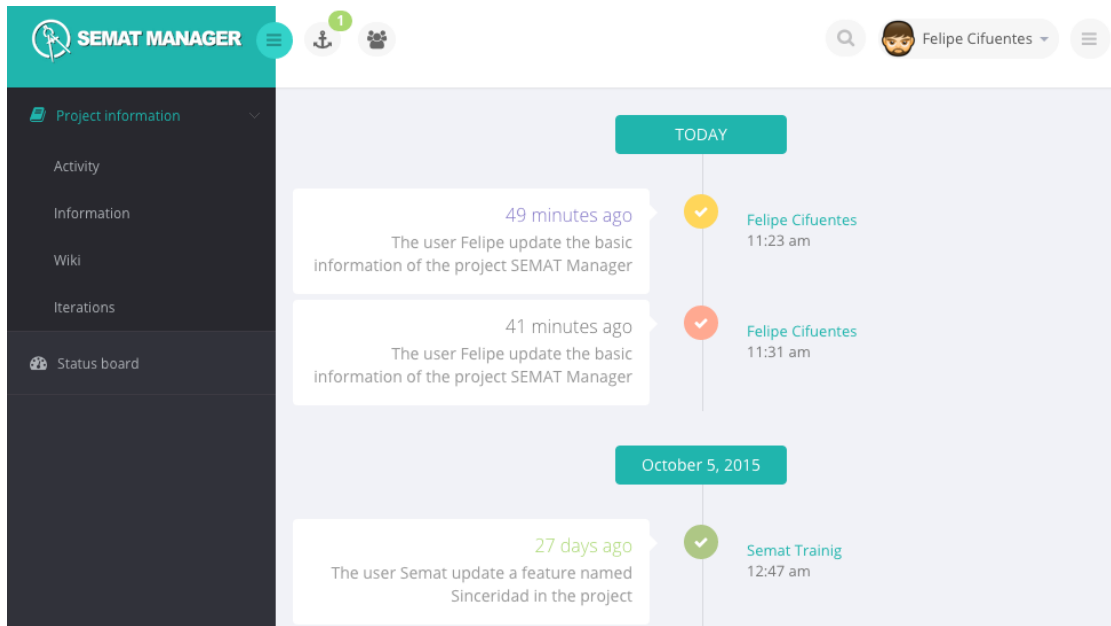 SEMAT MANAGER
1
Felipe Cifuentes
Project information
Activity
Information
Wiki
Iterations
Status board
TODAY
49 minutes ago
The user Felipe update the basic
information of the project SEMAT Manager
Felipe Cifuentes
11:23 am
41 minutes ago
The user Felipe update the basic
information of the project SEMAT Manager
Felipe Cifuentes
11:31 am
October 5, 2015
27 days ago
The user Semat update a feature named
Sinceridad in the project
Semat Trainig
12:47 am